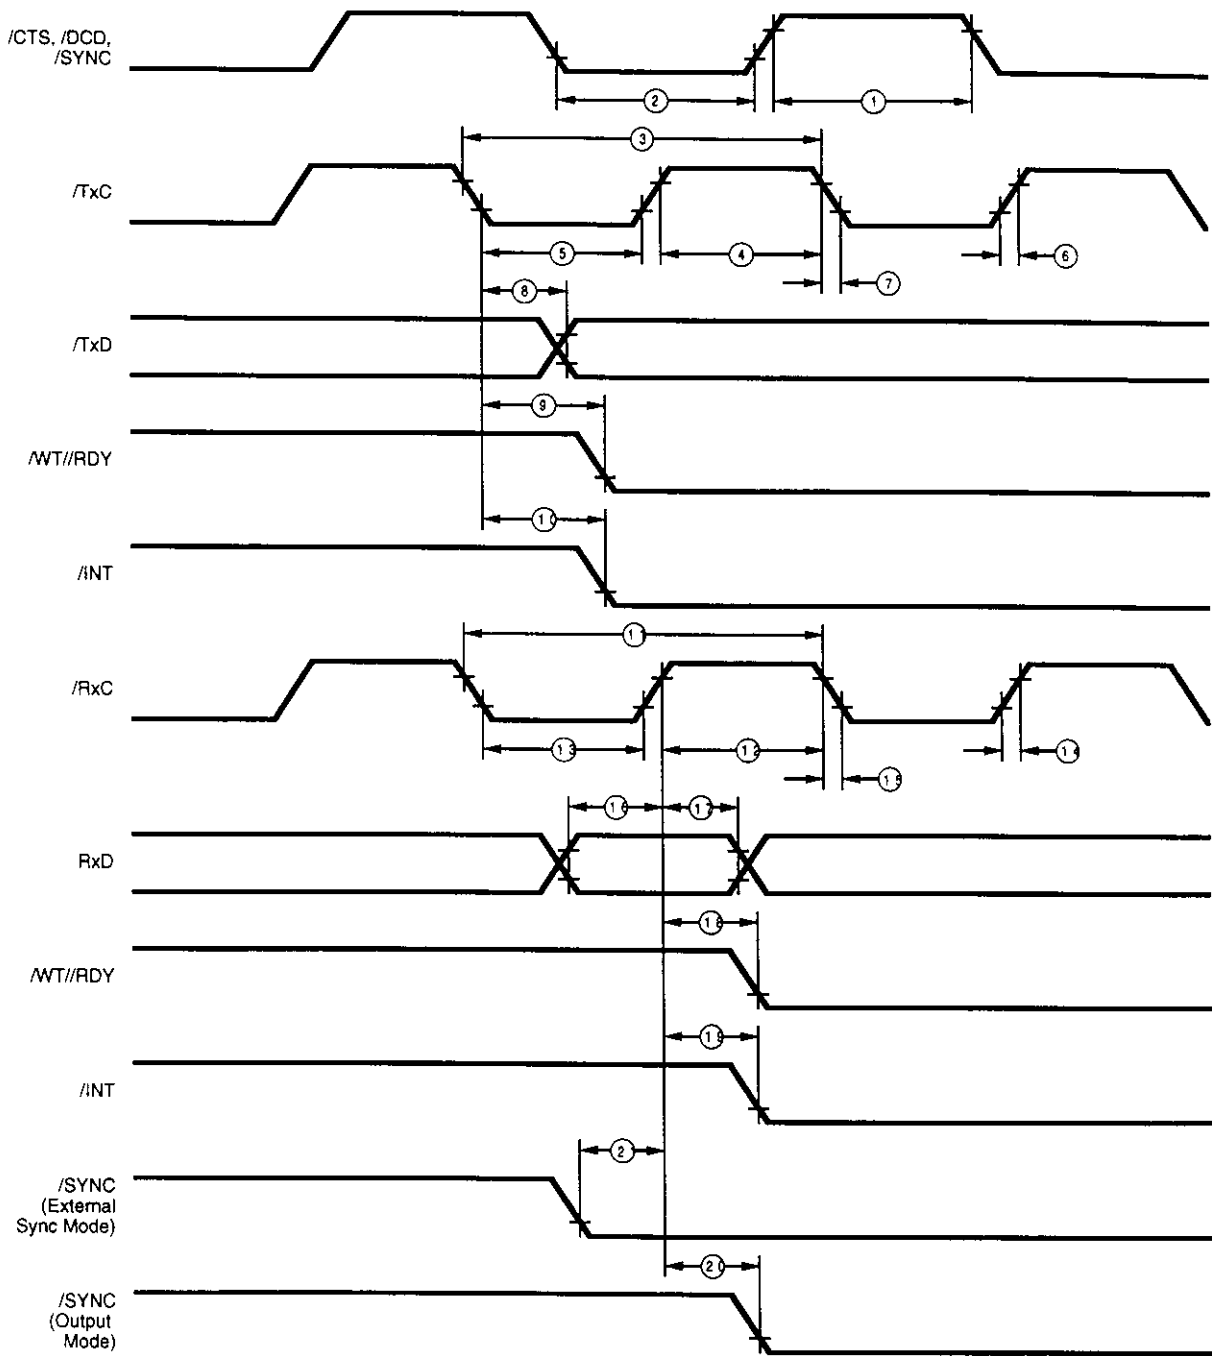 /CTS, /DCD,
/SYNC
2
1
3
/TxC
5
4
6
7
8
/TxD
9
/WT//RDY
10
/INT
11
/RxC
13
12
14
15
16
17
RxD
18
/WT//RDY
19
/INT
2
/SYNC
(External
Sync Mode)
20
/SYNC
(Output
Mode)